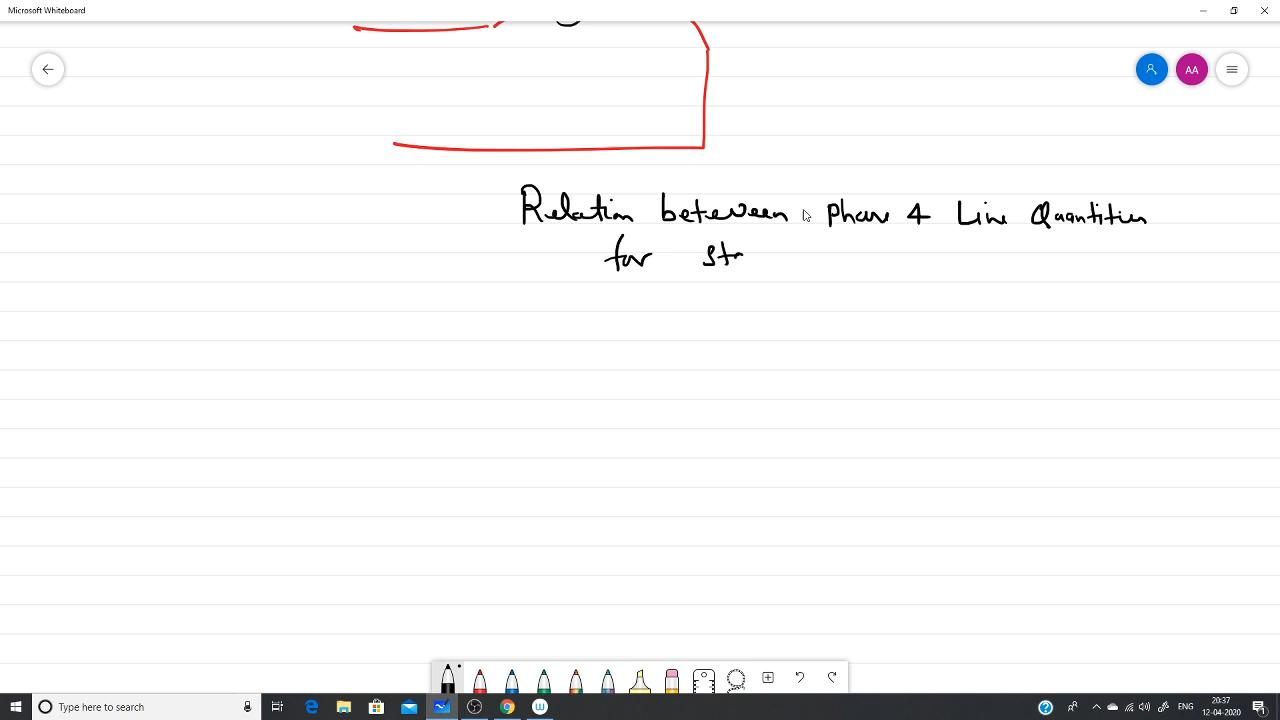 Microsoft Whiteboard
AA
Relation between phase & Line Quantities
for str
Type here to search
ENG
20:37
12-04-2020